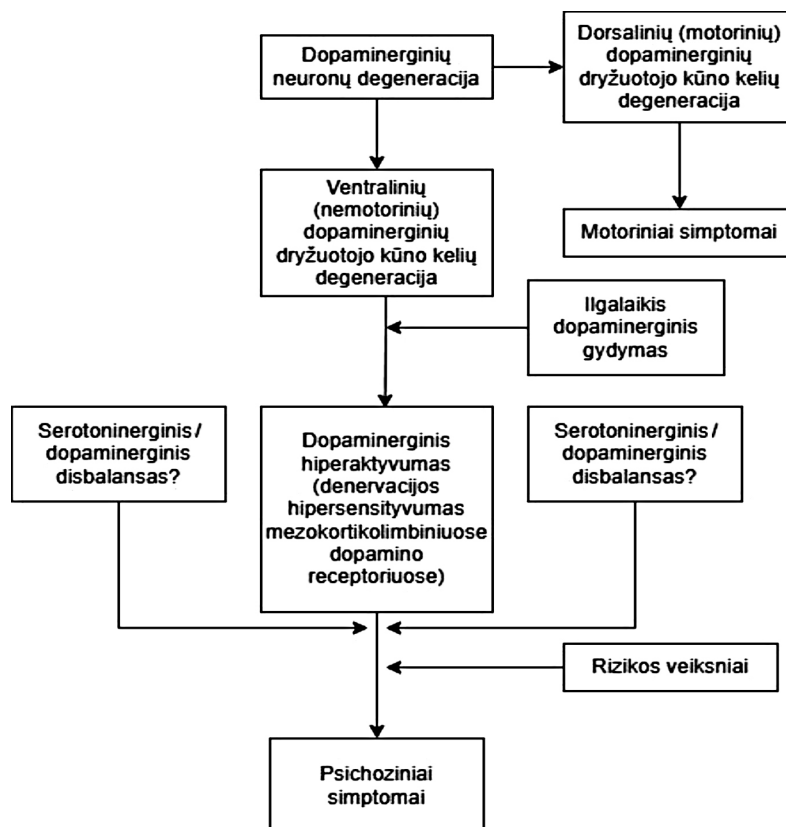 Dopaminerginių
neuronų degeneracija
Dorsalinių (motorinių)
dopaminerginių
dryžuotojo kūno kelių
degeneracija
Ventralinių
(nemotorinių)
dopaminerginių
dryžuotojo kūno kelių
degeneracija
Motoriniai simptomai
Ilgalaikis
dopaminerginis
gydymas
Serotoninerginis /
dopaminerginis
disbalansas?
Dopaminerginis
hiperaktyvumas
(denervacijos
hipersensityvumas
mezokortikolimbiniuose
dopamino
receptoriuose)
Serotoninerginis /
dopaminerginis
disbalansas?
Rizikos veiksniai
Psichoziniai
simptomai